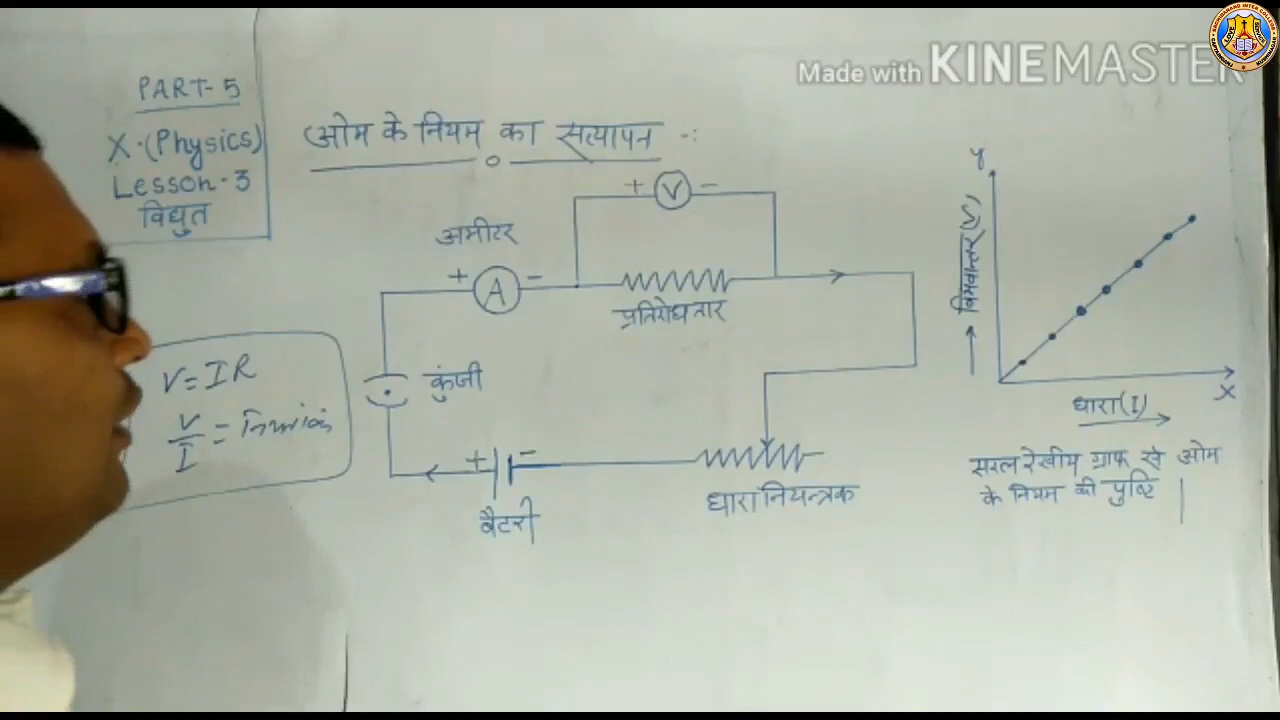 Made with KINEMASTER
PART-5
X-(Physics)
Lesson-3
विद्युत
ओम के नियम का सत्यापन -:
+ V -
अमीटर
+ A -
प्रतिरोध तार
कुंजी
V=IR
V/I = नियतांक
+ -
बैटरी
धारा नियन्त्रक
Y
विभवान्तर (V)
धारा (I)
X
सरल रेखीय ग्राफ से ओम
के नियम की पुष्टि |